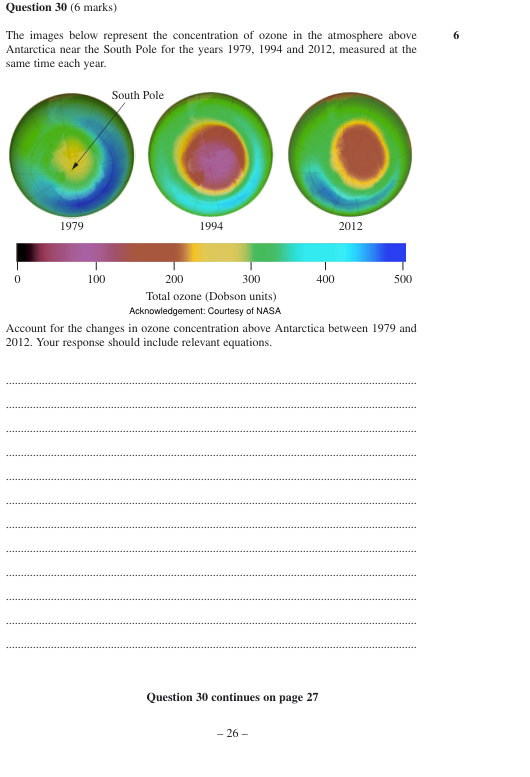 Question 30 (6 marks)
The images below represent the concentration of ozone in the atmosphere above
6
Antarctica near the South Pole for the years 1979, 1994 and 2012, measured at the
same time each year.
South Pole
1979
1994
2012
0
100
200
300
400
500
Total ozone (Dobson units)
Acknowledgement: Courtesy of NASA
Account for the changes in ozone concentration above Antarctica between 1979 and
2012. Your response should include relevant equations.
Question 30 continues on page 27
– 26 –